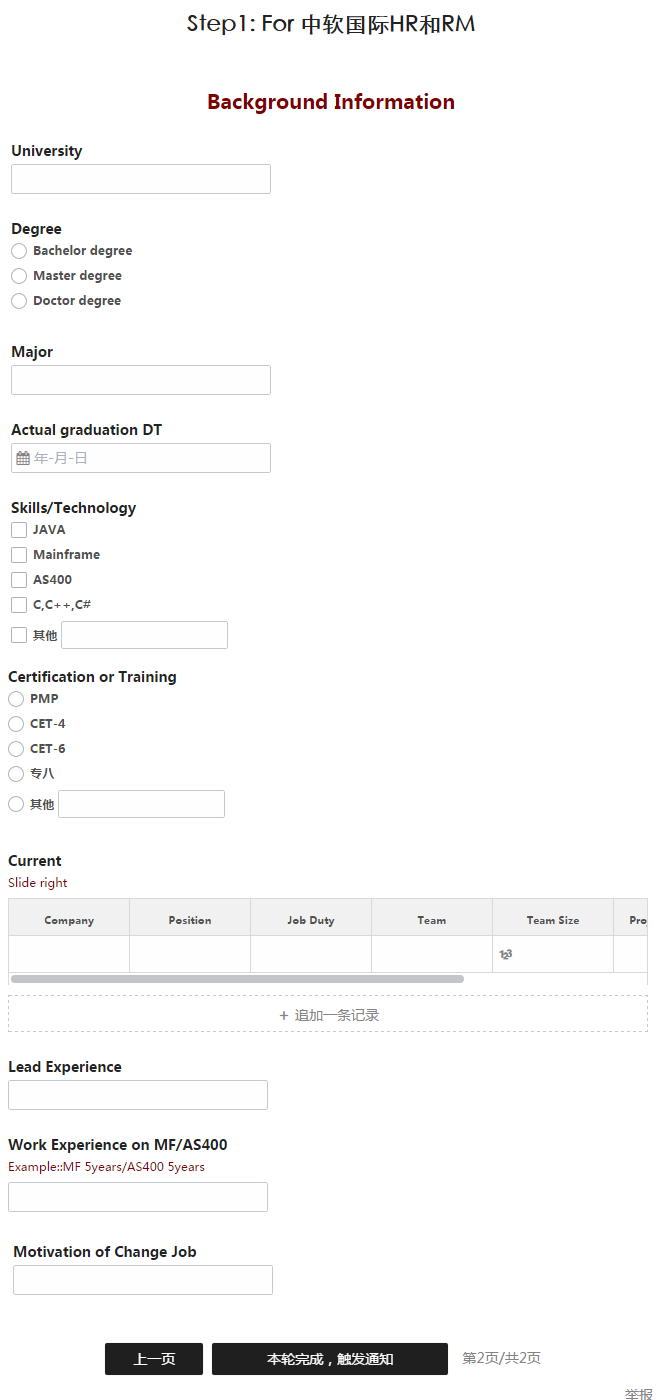 Step1: For 中软国际HR和RM
Background Information
University
Degree
Bachelor degree
Master degree
Doctor degree
Major
Actual graduation DT
年-月-日
Skills/Technology
JAVA
Mainframe
AS400
C,C++,C#
其他
Certification or Training
PMP
CET-4
CET-6
专八
其他
Current
Slide right
Company Position Job Duty Team Team Size
123
+ 追加一条记录
Lead Experience
Work Experience on MF/AS400
Example::MF 5years/AS400 5years
Motivation of Change Job
上一页 本轮完成，触发通知 第2页/共2页
举报